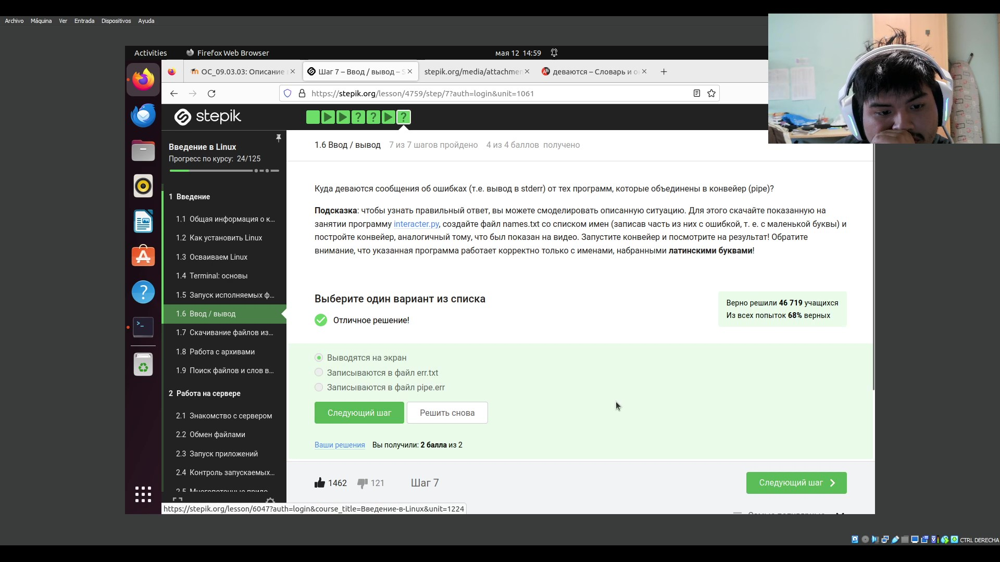 Archivo Máquina Ver Entrada Dispositivos Ayuda
Activities Firefox Web Browser мая 12 14:59
ОС_09.03.03: Описание Шаг 7 – Ввод / вывод – S stepik.org/media/attachmen деваются – Словарь и о
https://stepik.org/lesson/4759/step/7?auth=login&unit=1061
stepik
Введение в Linux
Прогресс по курсу: 24/125
1 Введение
1.1 Общая информация о к...
1.2 Как установить Linux
1.3 Осваиваем Linux
1.4 Terminal: основы
1.5 Запуск исполняемых ф...
1.6 Ввод / вывод
1.7 Скачивание файлов из...
1.8 Работа с архивами
1.9 Поиск файлов и слов в...
2 Работа на сервере
2.1 Знакомство с сервером
2.2 Обмен файлами
2.3 Запуск приложений
2.4 Контроль запускаемых...
1.6 Ввод / вывод 7 из 7 шагов пройдено 4 из 4 баллов получено
Куда деваются сообщения об ошибках (т.е. вывод в stderr) от тех программ, которые объединены в конвейер (pipe)?
Подсказка: чтобы узнать правильный ответ, вы можете смоделировать описанную ситуацию. Для этого скачайте показанную на
занятии программу interacter.py, создайте файл names.txt со списком имен (записав часть из них с ошибкой, т. е. с маленькой буквы) и
постройте конвейер, аналогичный тому, что был показан на видео. Запустите конвейер и посмотрите на результат! Обратите
внимание, что указанная программа работает корректно только с именами, набранными латинскими буквами!
Выберите один вариант из списка
Отличное решение!
Верно решили 46 719 учащихся
Из всех попыток 68% верных
Выводятся на экран
Записываются в файл err.txt
Записываются в файл pipe.err
Следующий шаг Решить снова
Ваши решения Вы получили: 2 балла из 2
1462 121 Шаг 7 Следующий шаг
https://stepik.org/lesson/6047?auth=login&course_title=Введение-в-Linux&unit=1224
CTRL DERECHA